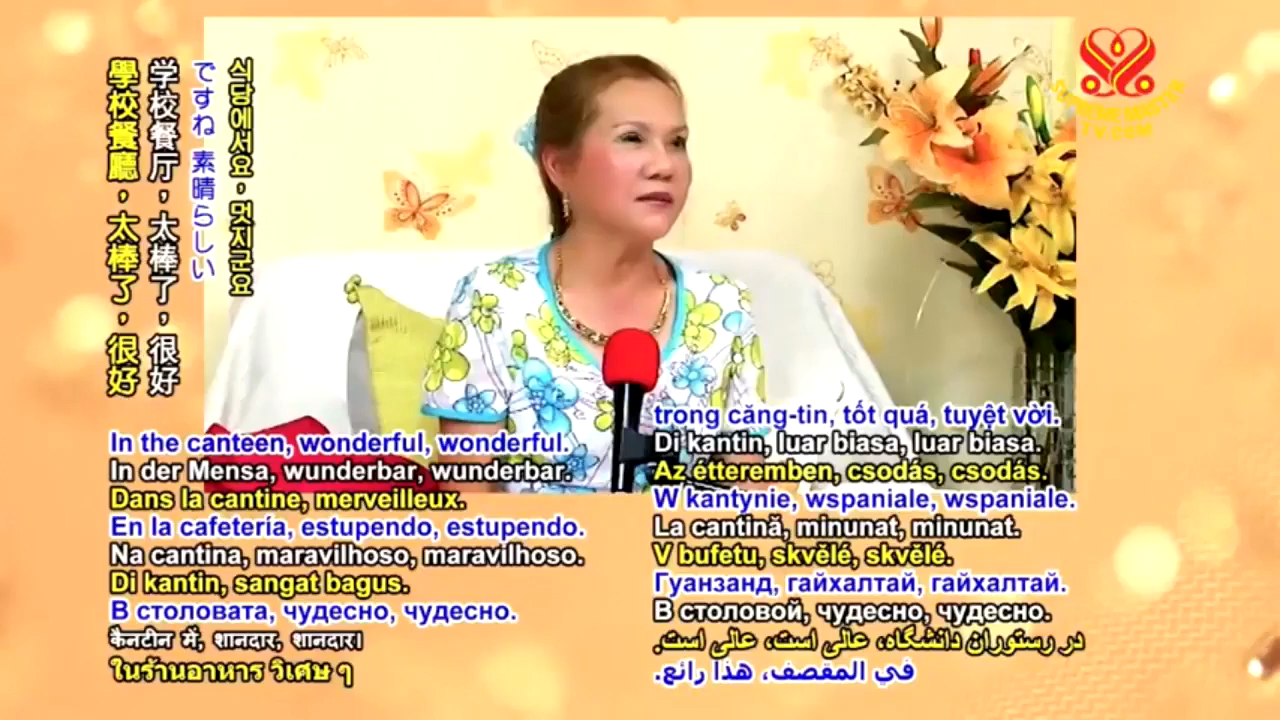 學校餐廳，太棒了，很好
学校餐厅，太棒了，很好
ですね 素晴らしい
식당에서요, 멋지군요
SUPREME MASTER
TV.COM
In the canteen, wonderful, wonderful.
In der Mensa, wunderbar, wunderbar.
Dans la cantine, merveilleux.
En la cafetería, estupendo, estupendo.
Na cantina, maravilhoso, maravilhoso.
Di kantin, sangat bagus.
В столовата, чудесно, чудесно.
कैनटीन में, शानदार, शानदार।
ในร้านอาหาร วิเศษ ๆ
trong căng-tin, tốt quá, tuyệt vời.
Di kantin, luar biasa, luar biasa.
Az étteremben, csodás, csodás.
W kantynie, wspaniale, wspaniale.
La cantină, minunat, minunat.
V bufetu, skvělé, skvělé.
Гуанзанд, гайхалтай, гайхалтай.
В столовой, чудесно, чудесно.
در رستوران دانشگاه، عالی است، عالی است.
في المقصف، هذا رائع.